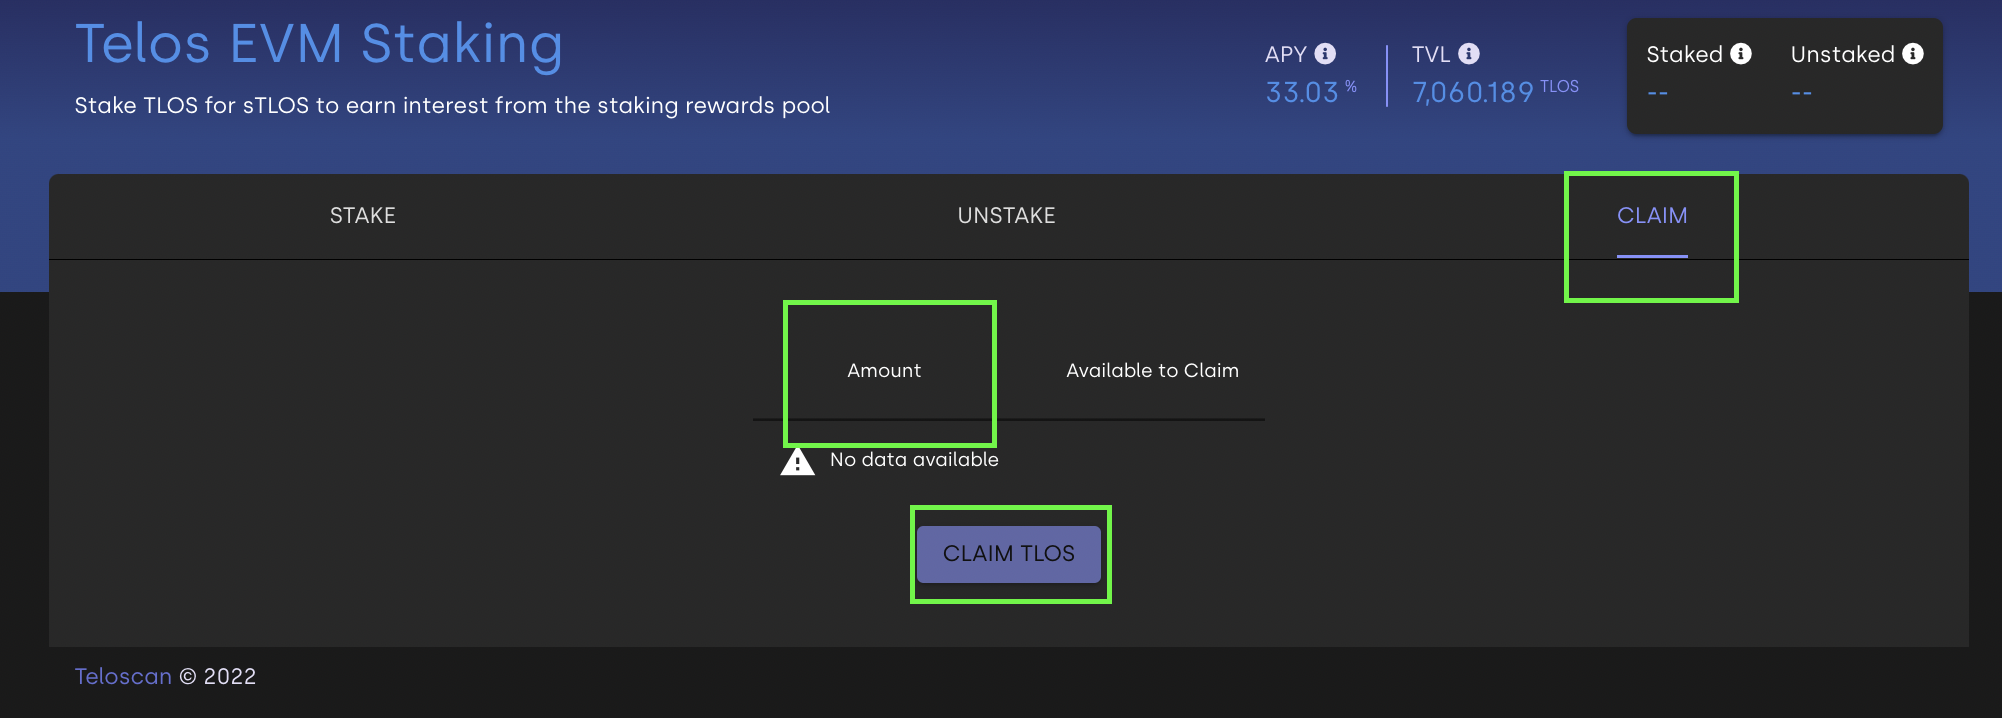 Telos EVM Staking
Stake TLOS for sTLOS to earn interest from the staking rewards pool
APY
33.03 %
TVL
7,060.189 TLOS
Staked
--
Unstaked
--
STAKE
UNSTAKE
CLAIM
Amount
Available to Claim
No data available
CLAIM TLOS
Teloscan © 2022